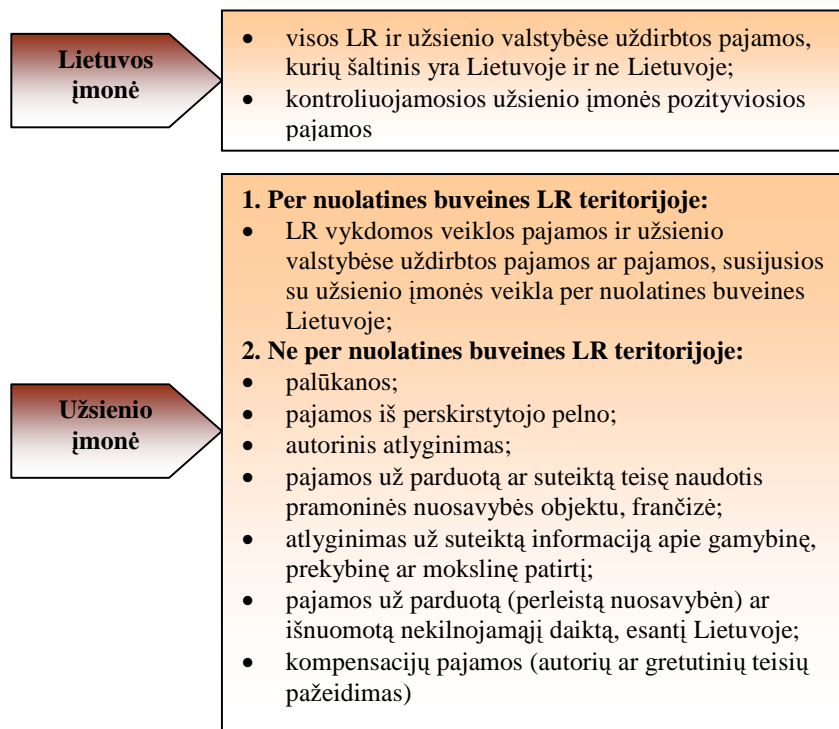 Lietuvos
įmonė
• visos LR ir užsienio valstybėse uždirbtos pajamos,
kurių šaltinis yra Lietuvoje ir ne Lietuvoje;
• kontroliuojamosios užsienio įmonės pozityviosios
pajamos
Užsienio
įmonė
1. Per nuolatines buveines LR teritorijoje:
• LR vykdomos veiklos pajamos ir užsienio
valstybėse uždirbtos pajamos ar pajamos, susijusios
su užsienio įmonės veikla per nuolatines buveines
Lietuvoje;
2. Ne per nuolatines buveines LR teritorijoje:
• palūkanos;
• pajamos iš perskirstytojo pelno;
• autorinis atlyginimas;
• pajamos už parduotą ar suteiktą teisę naudotis
pramoninės nuosavybės objektu, frančizė;
• atlyginimas už suteiktą informaciją apie gamybinę,
prekybinę ar mokslinę patirtį;
• pajamos už parduotą (perleistą nuosavybėn) ar
išnuomotą nekilnojamąjį daiktą, esantį Lietuvoje;
• kompensacijų pajamos (autorių ar gretutinių teisių
pažeidimas)